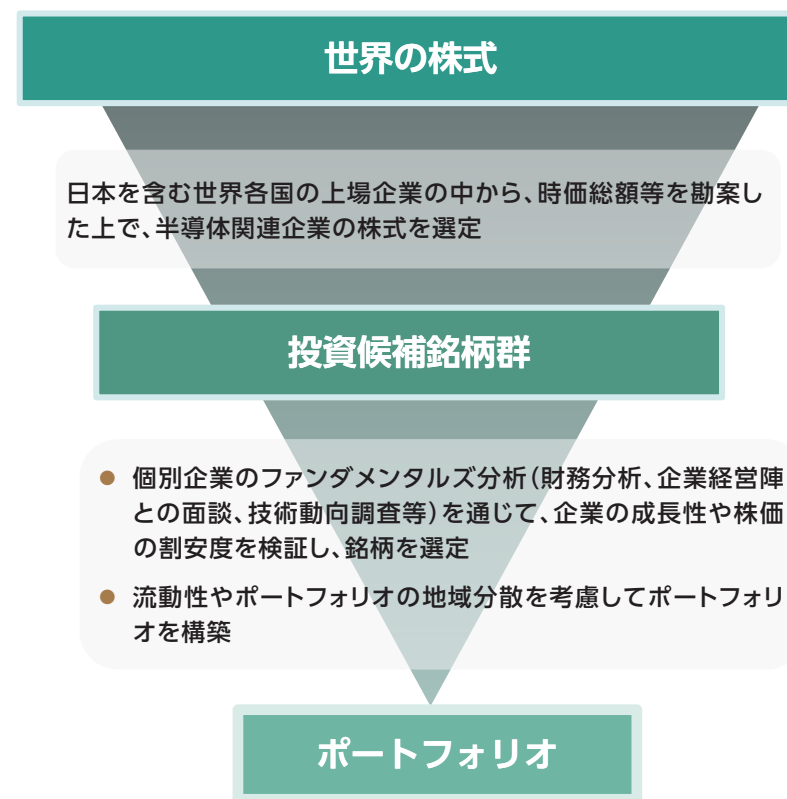 世界の株式
日本を含む世界各国の上場企業の中から、時価総額等を勘案し
た上で、半導体関連企業の株式を選定
投資候補銘柄群
● 個別企業のファンダメンタルズ分析（財務分析、企業経営陣
との面談、技術動向調査等）を通じて、企業の成長性や株価
の割安度を検証し、銘柄を選定
● 流動性やポートフォリオの地域分散を考慮してポートフォリ
オを構築
ポートフォリオ